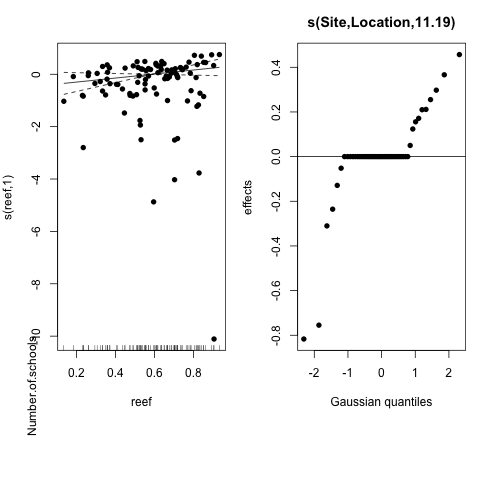 s(Site,Location,11.19)
s(reef,1)
0
-2
-4
-6
-8
-10
0.2 0.4 0.6 0.8
reef
Number.of.schools
effects
0.4
0.2
0.0
-0.2
-0.4
-0.6
-0.8
-2 -1 0 1 2
Gaussian quantiles